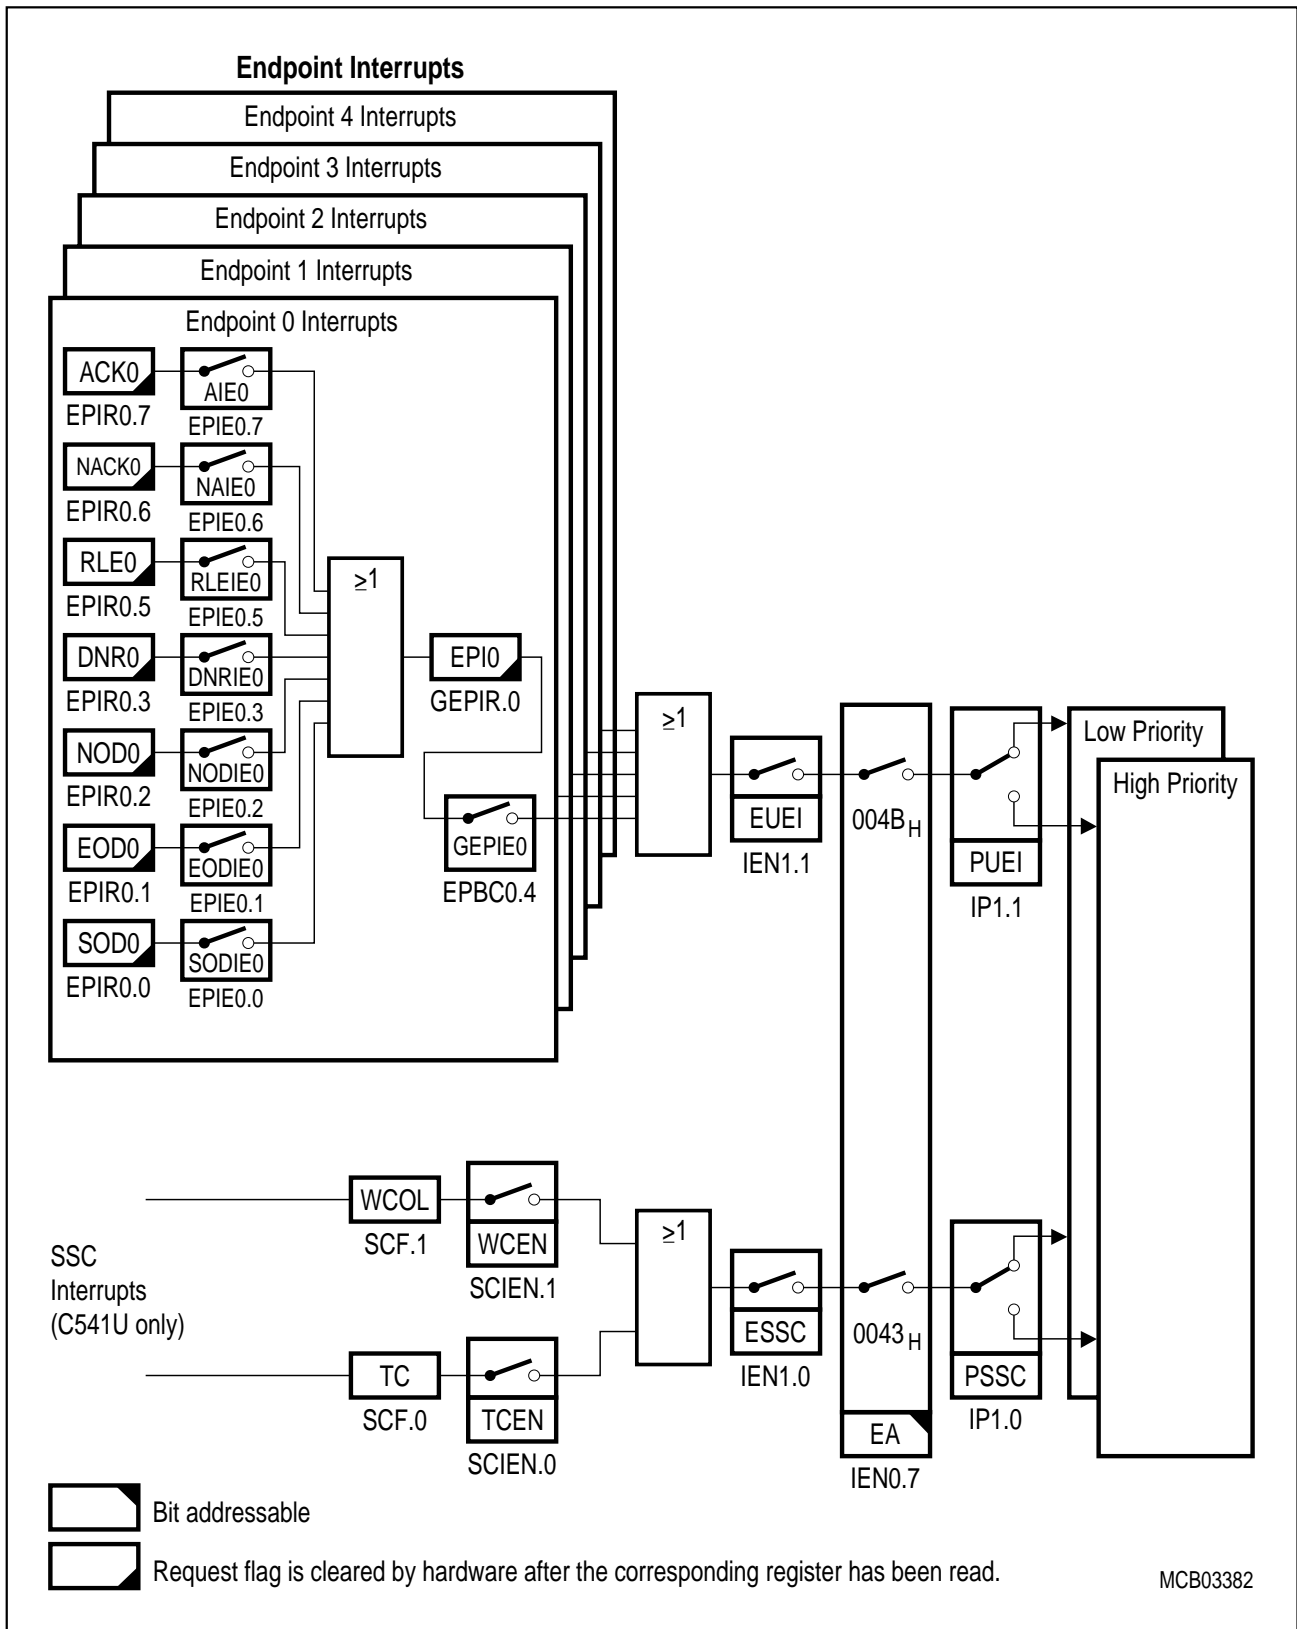 Endpoint Interrupts
Endpoint 4 Interrupts
Endpoint 3 Interrupts
Endpoint 2 Interrupts
Endpoint 1 Interrupts
Endpoint 0 Interrupts
ACK0
AIE0
EPIR0.7
EPIE0.7
NACK0
NAIE0
EPIR0.6
EPIE0.6
RLE0
RLEIE0
EPIR0.5
EPIE0.5
≥1
DNR0
DNRIE0
EPIR0.3
EPIE0.3
EPI0
GEPIR.0
NOD0
NODIE0
EPIR0.2
EPIE0.2
EOD0
EODIE0
EPIR0.1
EPIE0.1
GEPIE0
EPBC0.4
SOD0
SODIE0
EPIR0.0
EPIE0.0
≥1
EUEI
IEN1.1
004B H
PUEI
IP1.1
Low Priority
High Priority
SSC
Interrupts
(C541U only)
WCOL
SCF.1
WCEN
SCIEN.1
TC
SCF.0
TCEN
SCIEN.0
≥1
ESSC
IEN1.0
0043 H
EA
IEN0.7
PSSC
IP1.0
Bit addressable
Request flag is cleared by hardware after the corresponding register has been read.
MCB03382